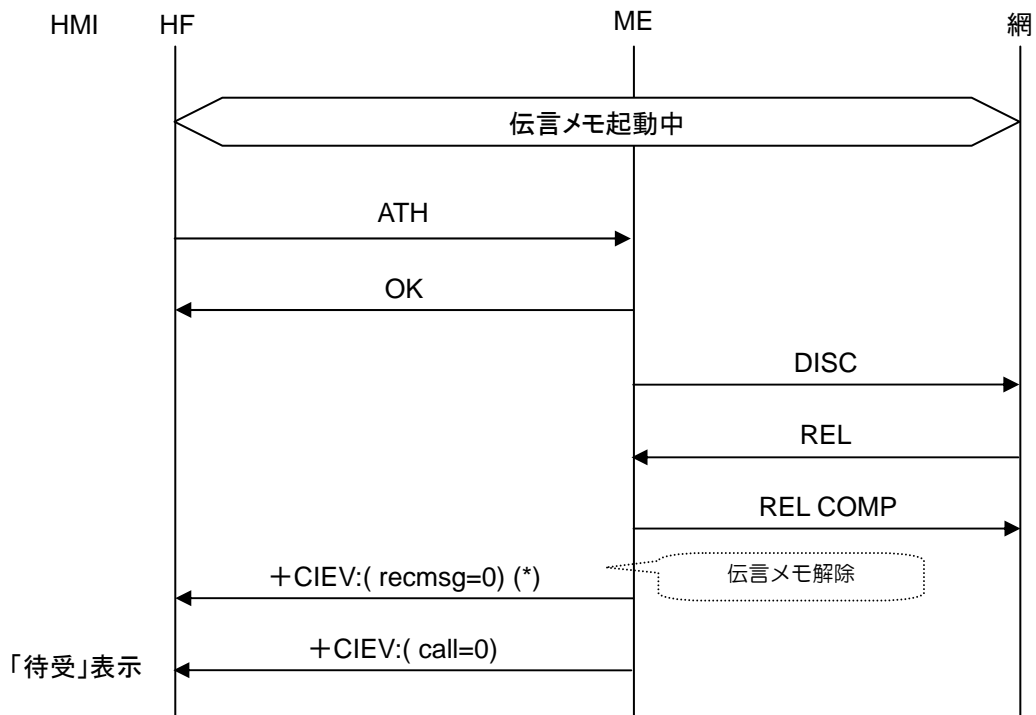 HMI HF ME 網
伝言メモ起動中
ATH
OK
DISC
REL
REL COMP
伝言メモ解除
+CIEV:( recmsg=0) (*)
+CIEV:( call=0)
「待受」表示